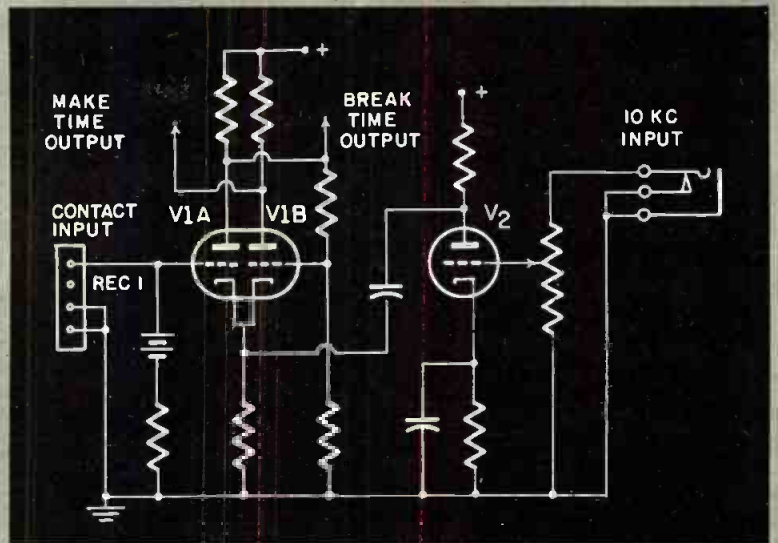 MAKE
TIME
OUTPUT
+
BREAK
TIME
OUTPUT
+
10 KC
INPUT
CONTACT
INPUT
V1A
V1B
V2
REC 1